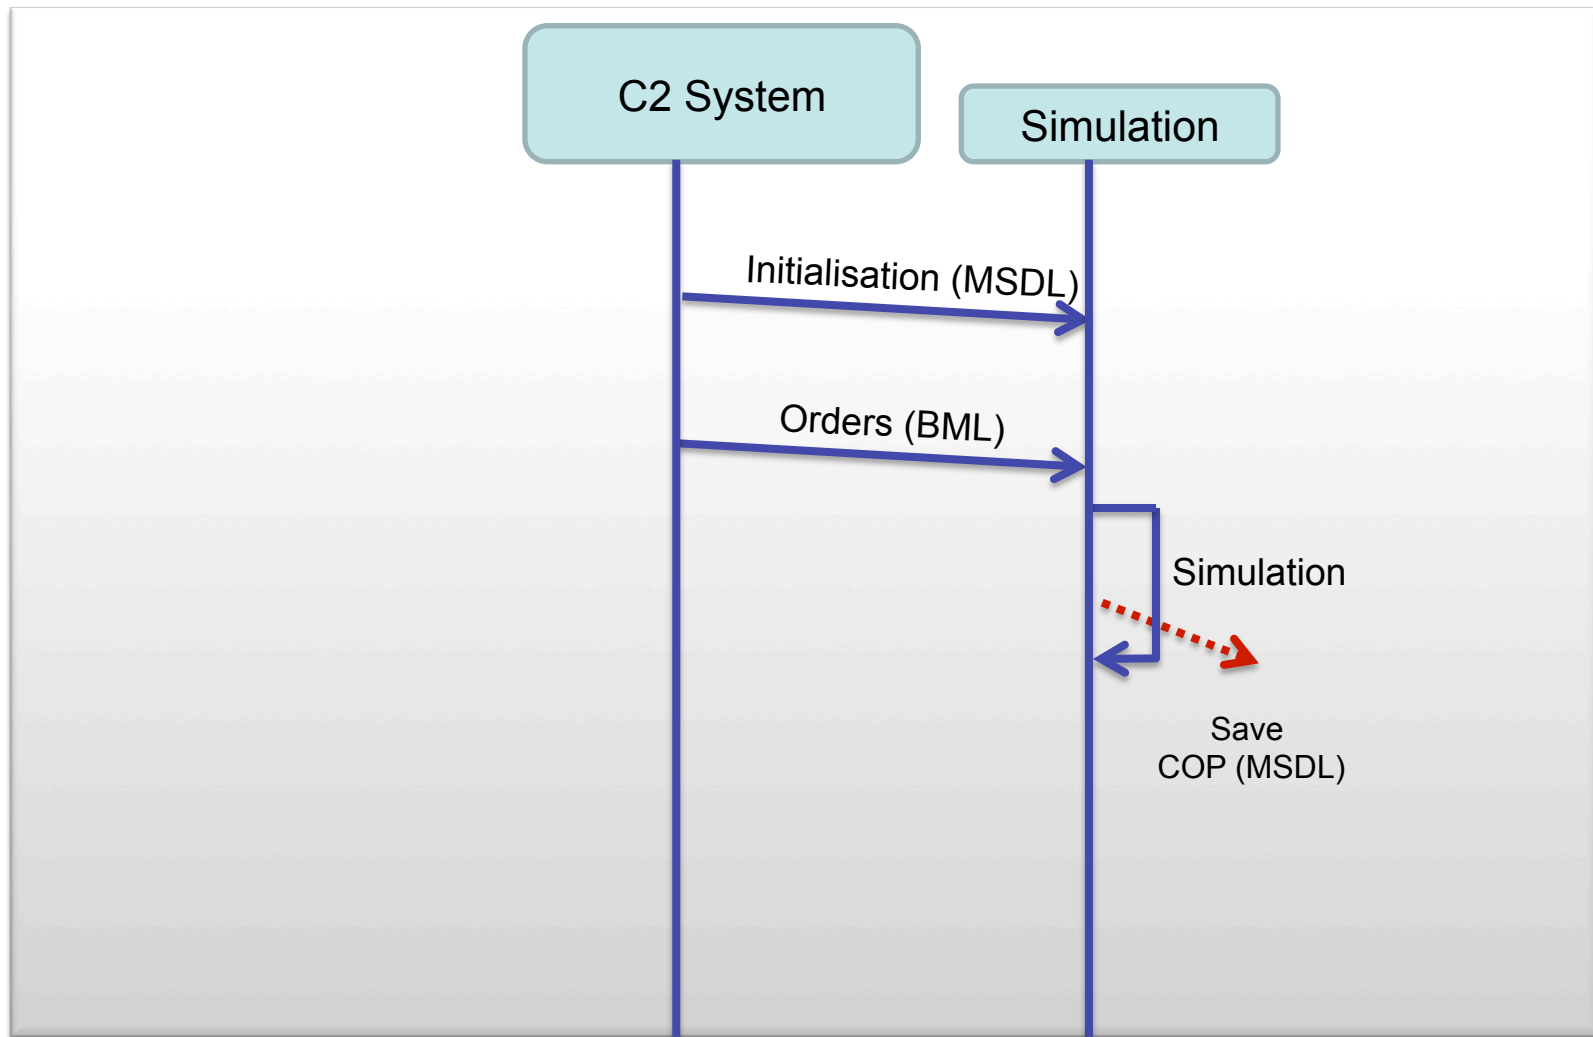 C2 System
Simulation
Initialisation (MSDL)
Orders (BML)
Simulation
Save
COP (MSDL)